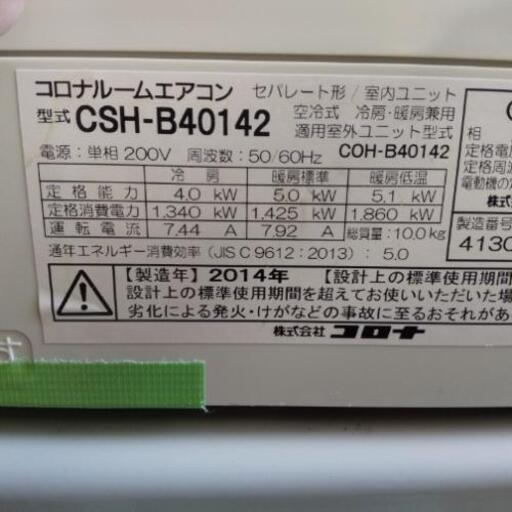 コロナルームエアコン セパレート形/室内ユニット
型式 CSH-B40142 空冷式 冷房・暖房兼用
適用室外ユニット型式
電源：単相200V 周波数：50/60Hz COH-B40142
冷房 暖房標準 暖房低温
定格能力 4.0 kW 5.0 kW 5.1 kW
定格消費電力 1,340 kW 1,425 kW 1,860 kW
運転電流 7.44 A 7.92 A 総質量：10.0kg
通年エネルギー消費効率（JIS C 9612：2013）：5.0
【製造年】2014年 【設計上の標準使用期間
設計上の標準使用期間を超えてお使いいただいた場
劣化による発火・けがなどの事故に至るおそれがあ
株式会社 コロナ
相
定格電
定格周
電動機の
株式
製造番号
4130